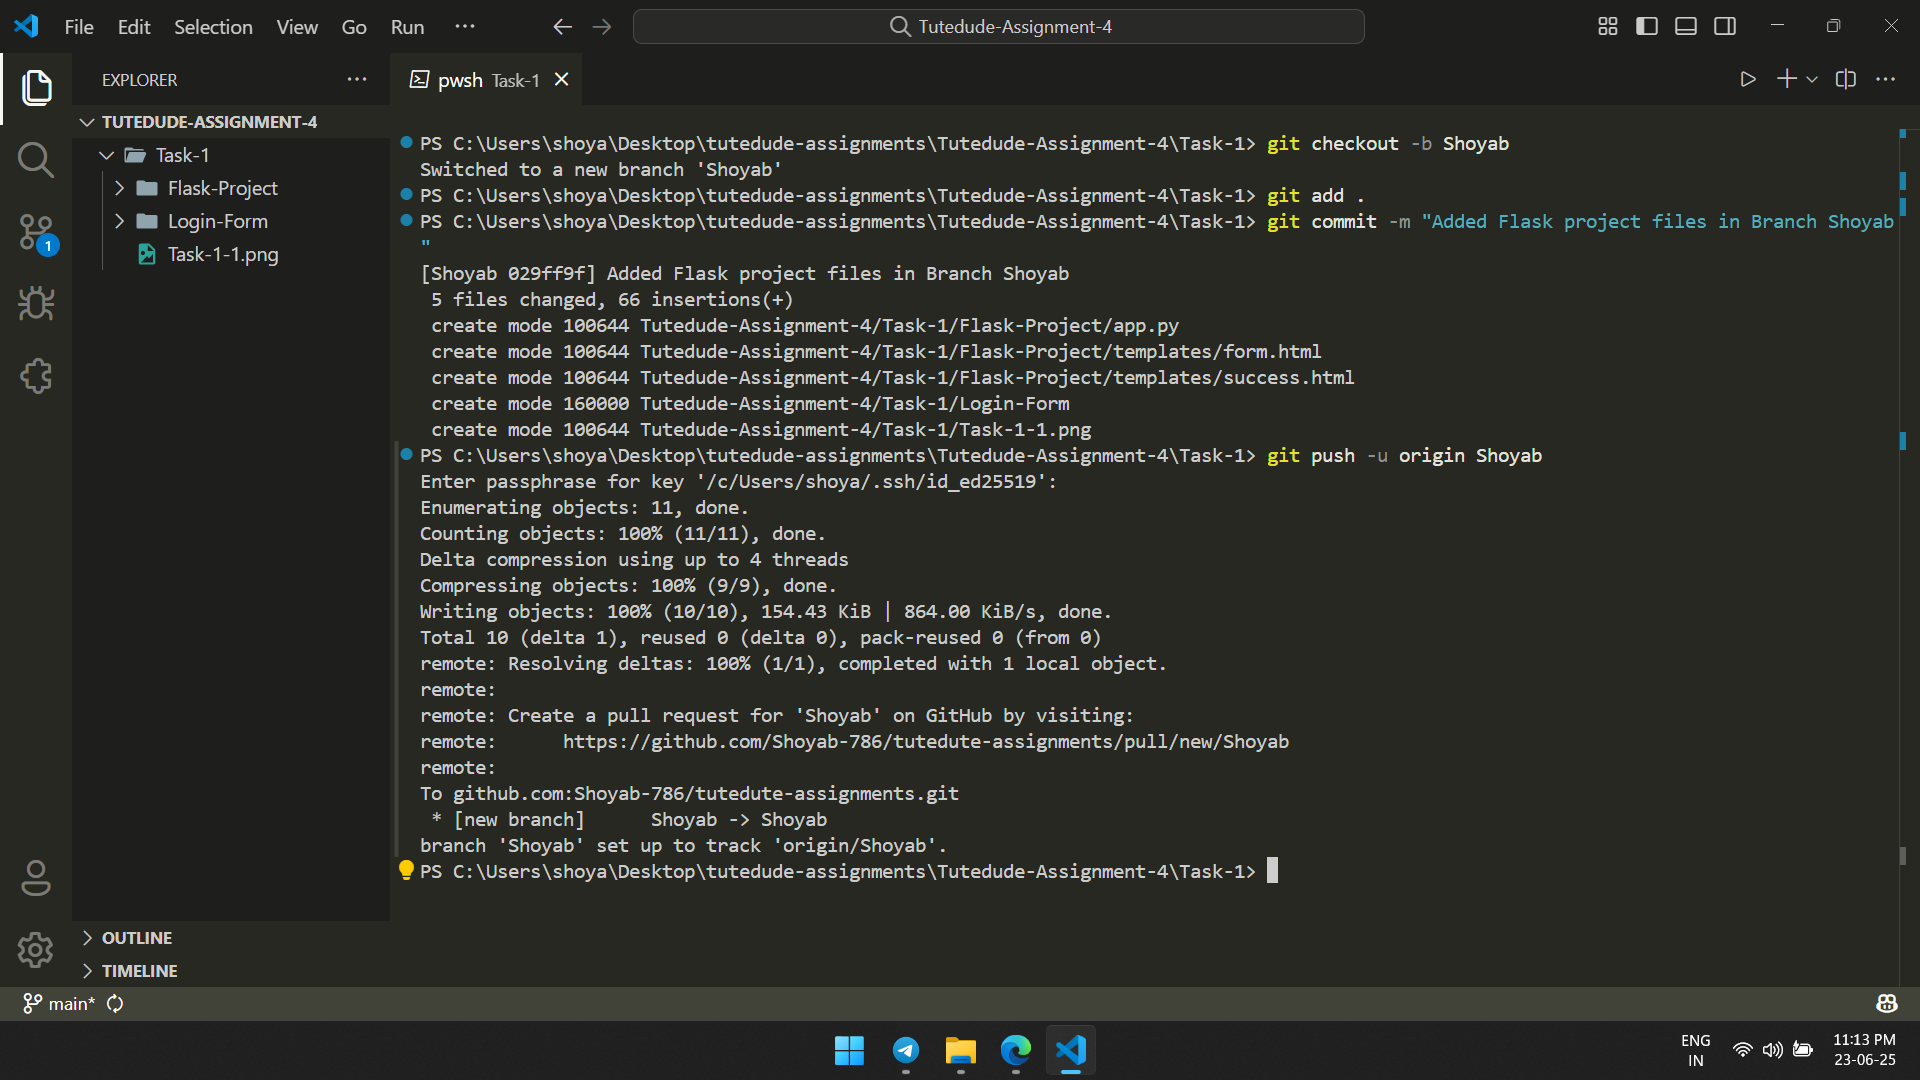 File Edit Selection View Go Run ···
Tutedude-Assignment-4
EXPLORER ···
pwsh Task-1
TUTEDUDE-ASSIGNMENT-4
Task-1
Flask-Project
Login-Form
Task-1-1.png
1
PS C:\Users\shoya\Desktop\tutedude-assignments\Tutedude-Assignment-4\Task-1> git checkout -b Shoyab
Switched to a new branch 'Shoyab'
PS C:\Users\shoya\Desktop\tutedude-assignments\Tutedude-Assignment-4\Task-1> git add .
PS C:\Users\shoya\Desktop\tutedude-assignments\Tutedude-Assignment-4\Task-1> git commit -m "Added Flask project files in Branch Shoyab
"
[Shoyab 029ff9f] Added Flask project files in Branch Shoyab
5 files changed, 66 insertions(+)
create mode 100644 Tutedude-Assignment-4/Task-1/Flask-Project/app.py
create mode 100644 Tutedude-Assignment-4/Task-1/Flask-Project/templates/form.html
create mode 100644 Tutedude-Assignment-4/Task-1/Flask-Project/templates/success.html
create mode 160000 Tutedude-Assignment-4/Task-1/Login-Form
create mode 100644 Tutedude-Assignment-4/Task-1/Task-1-1.png
PS C:\Users\shoya\Desktop\tutedude-assignments\Tutedude-Assignment-4\Task-1> git push -u origin Shoyab
Enter passphrase for key '/c/Users/shoya/.ssh/id_ed25519':
Enumerating objects: 11, done.
Counting objects: 100% (11/11), done.
Delta compression using up to 4 threads
Compressing objects: 100% (9/9), done.
Writing objects: 100% (10/10), 154.43 KiB | 864.00 KiB/s, done.
Total 10 (delta 1), reused 0 (delta 0), pack-reused 0 (from 0)
remote: Resolving deltas: 100% (1/1), completed with 1 local object.
remote:
remote: Create a pull request for 'Shoyab' on GitHub by visiting:
remote:      https://github.com/Shoyab-786/tutedute-assignments/pull/new/Shoyab
remote:
To github.com:Shoyab-786/tutedute-assignments.git
* [new branch]      Shoyab -> Shoyab
branch 'Shoyab' set up to track 'origin/Shoyab'.
PS C:\Users\shoya\Desktop\tutedude-assignments\Tutedude-Assignment-4\Task-1>
OUTLINE
TIMELINE
main*
ENG
IN
11:13 PM
23-06-25